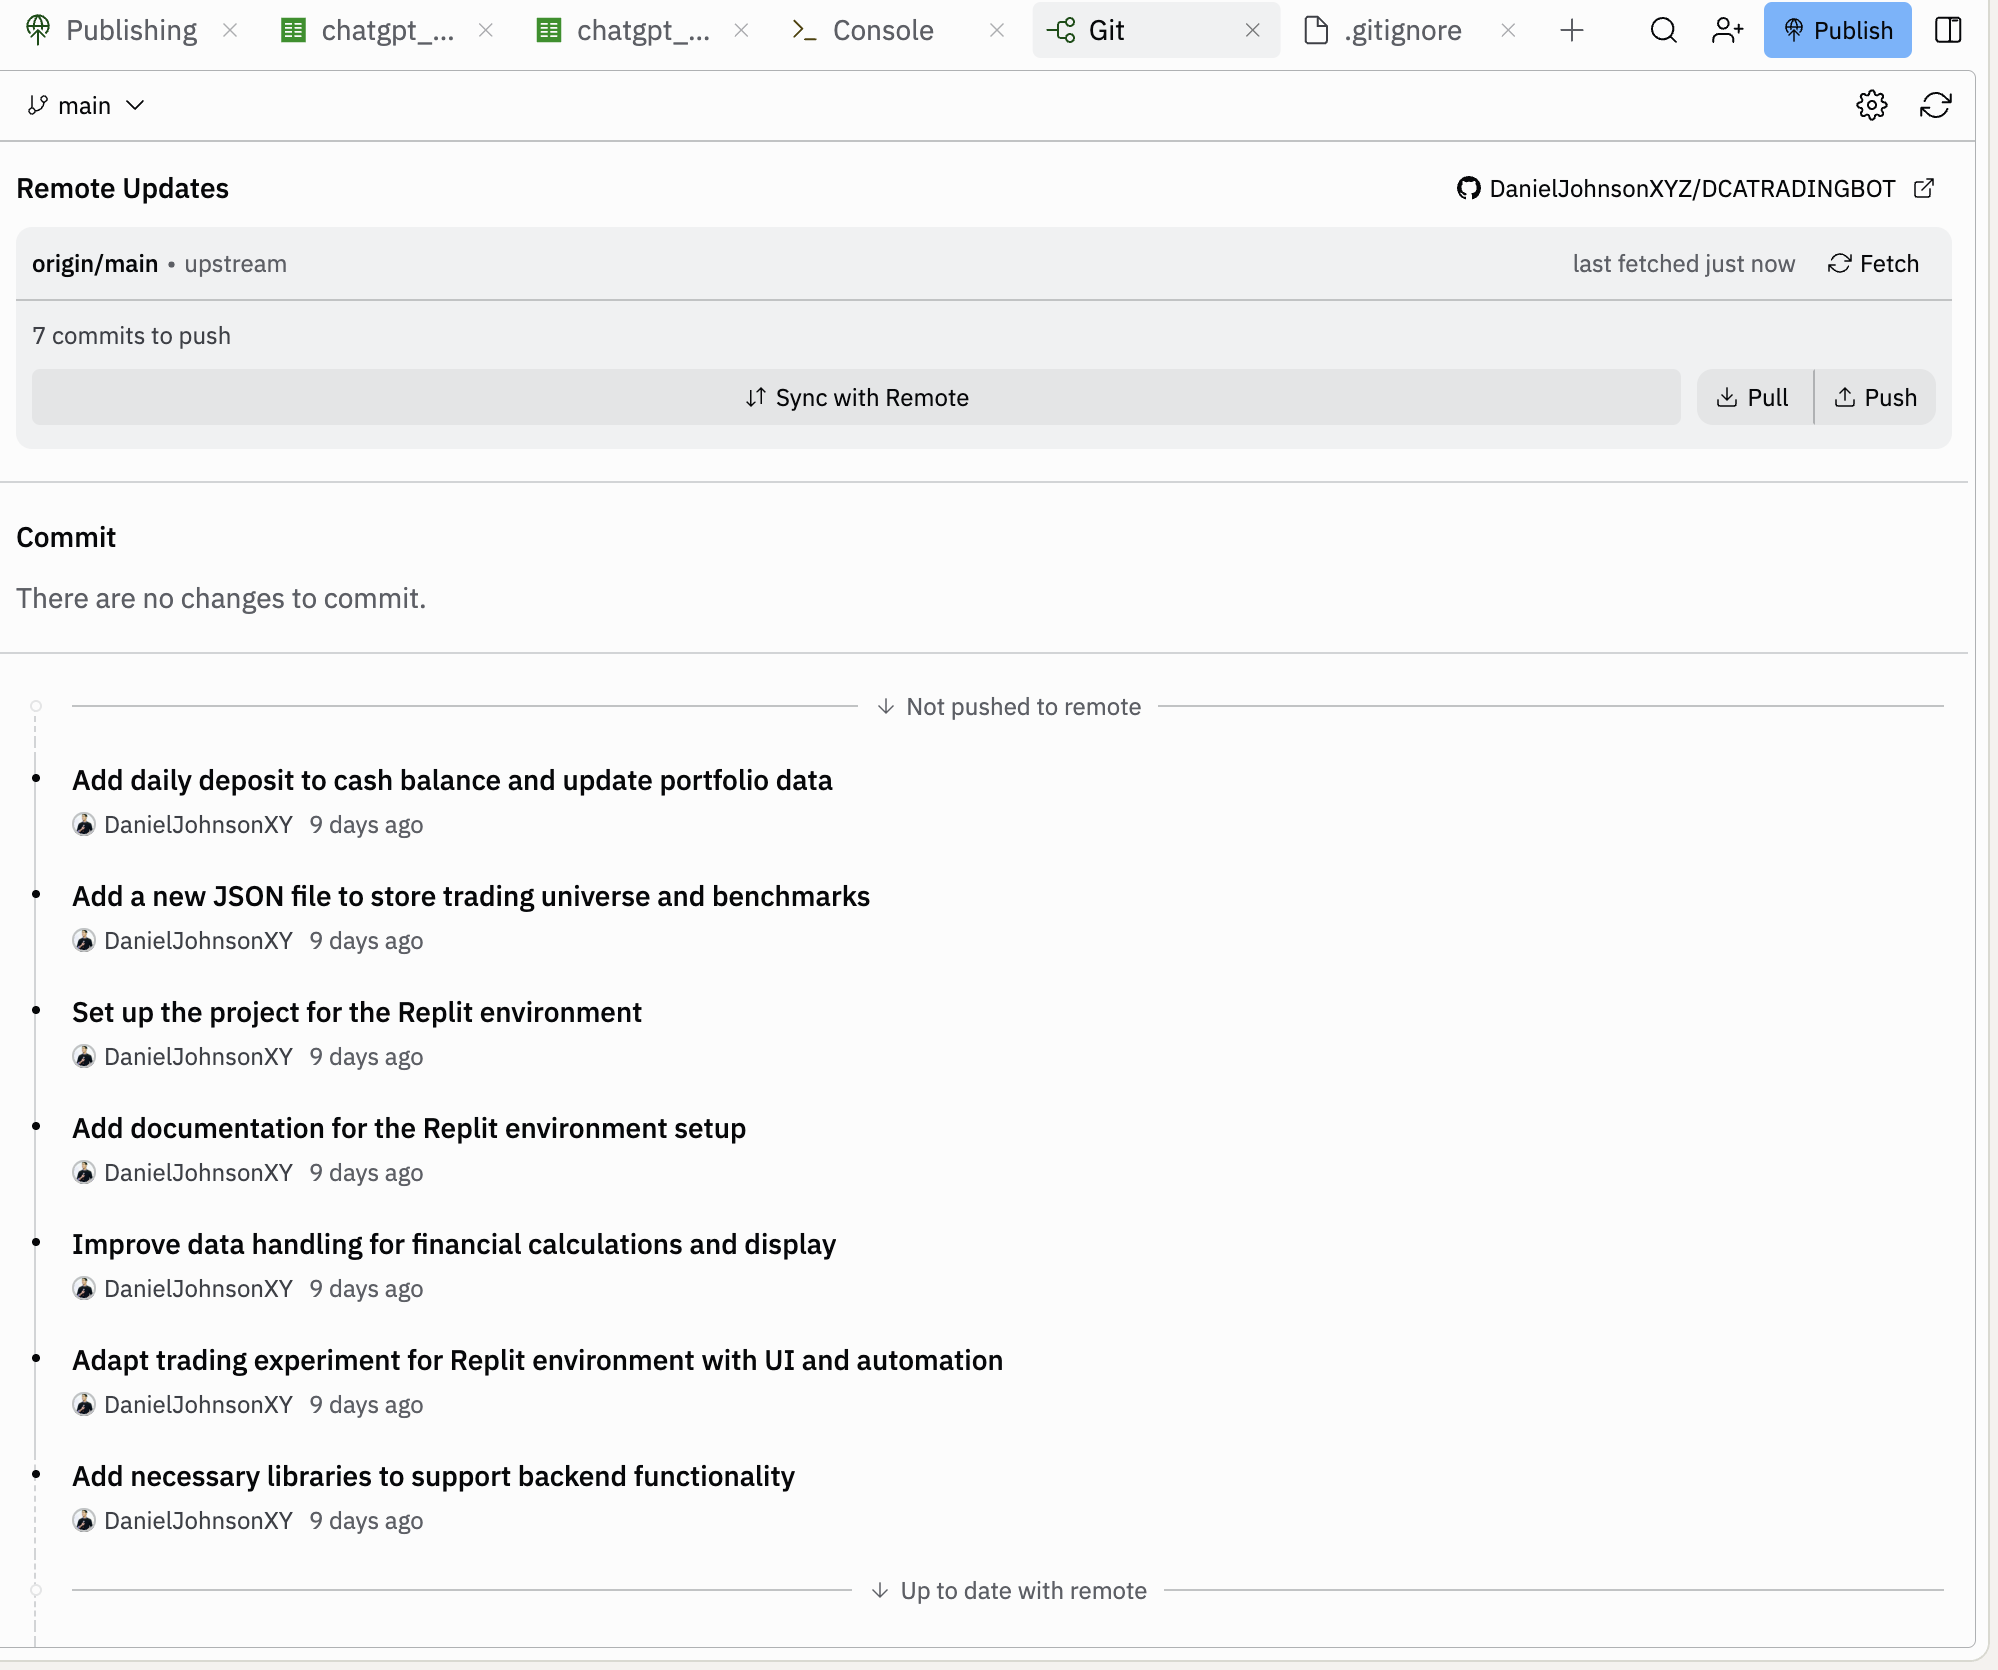 Publishing
chatgpt_...
chatgpt_...
Console
Git
.gitignore
Publish
main
Remote Updates
DanielJohnsonXYZ/DCATRADINGBOT
origin/main • upstream
last fetched just now
Fetch
7 commits to push
Sync with Remote
Pull
Push
Commit
There are no changes to commit.
Not pushed to remote
Add daily deposit to cash balance and update portfolio data
DanielJohnsonXY 9 days ago
Add a new JSON file to store trading universe and benchmarks
DanielJohnsonXY 9 days ago
Set up the project for the Replit environment
DanielJohnsonXY 9 days ago
Add documentation for the Replit environment setup
DanielJohnsonXY 9 days ago
Improve data handling for financial calculations and display
DanielJohnsonXY 9 days ago
Adapt trading experiment for Replit environment with UI and automation
DanielJohnsonXY 9 days ago
Add necessary libraries to support backend functionality
DanielJohnsonXY 9 days ago
Up to date with remote